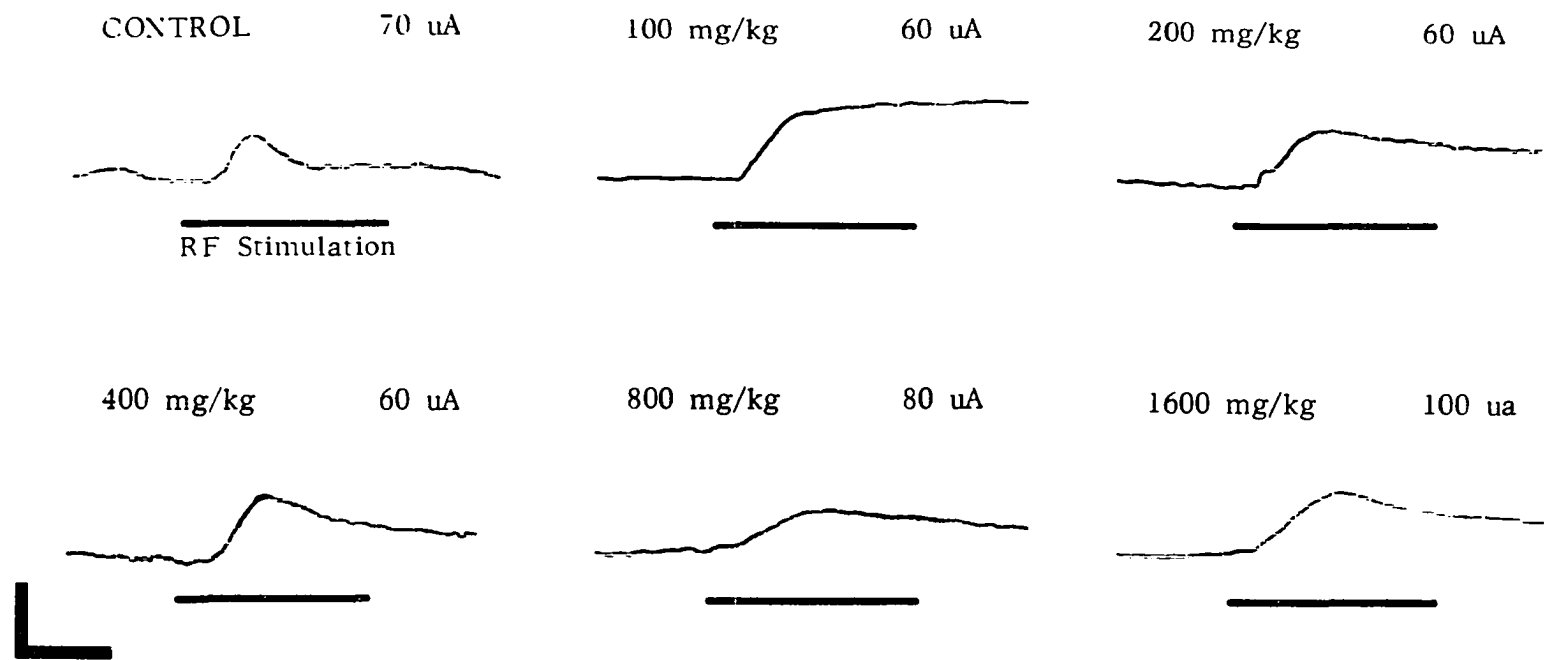 CONTROL 70 uA
100 mg/kg 60 uA
200 mg/kg 60 uA
RF Stimulation
400 mg/kg 60 uA
800 mg/kg 80 uA
1600 mg/kg 100 ua